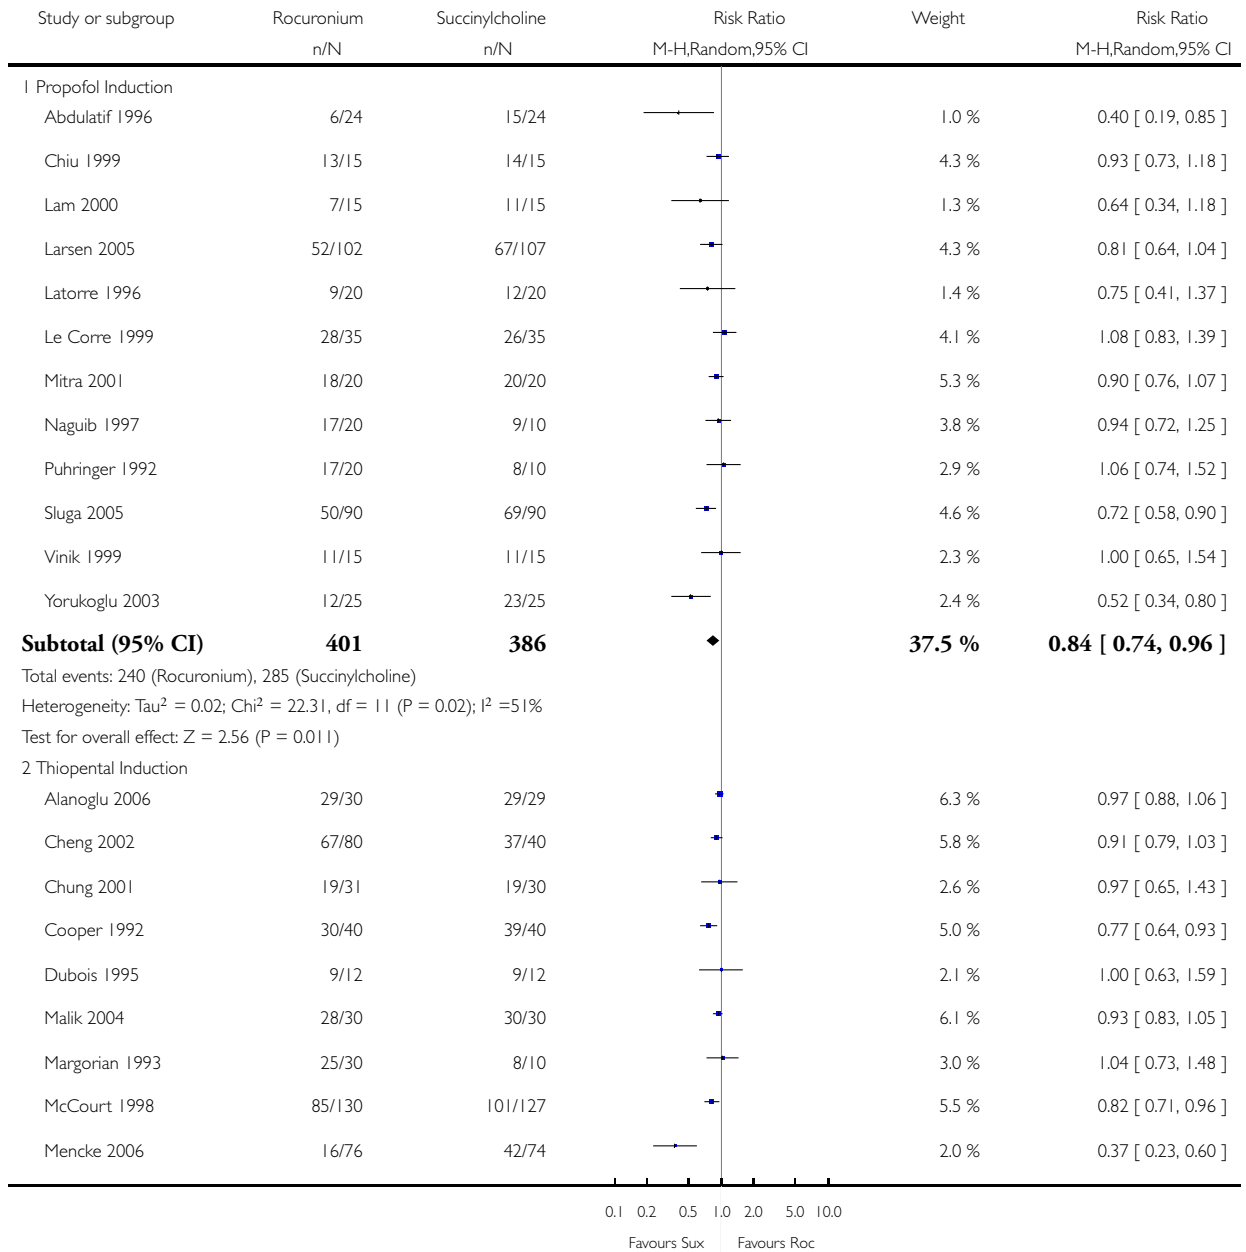 Study or subgroup Rocuronium Succinylcholine Risk Ratio Weight Risk Ratio
n/N n/N M-H,Random,95% CI M-H,Random,95% CI
1 Propofol Induction
Abdulatif 1996 6/24 15/24 1.0 % 0.40 [ 0.19, 0.85 ]
Chiu 1999 13/15 14/15 4.3 % 0.93 [ 0.73, 1.18 ]
Lam 2000 7/15 11/15 1.3 % 0.64 [ 0.34, 1.18 ]
Larsen 2005 52/102 67/107 4.3 % 0.81 [ 0.64, 1.04 ]
Latorre 1996 9/20 12/20 1.4 % 0.75 [ 0.41, 1.37 ]
Le Corre 1999 28/35 26/35 4.1 % 1.08 [ 0.83, 1.39 ]
Mitra 2001 18/20 20/20 5.3 % 0.90 [ 0.76, 1.07 ]
Naguib 1997 17/20 9/10 3.8 % 0.94 [ 0.72, 1.25 ]
Puhringer 1992 17/20 8/10 2.9 % 1.06 [ 0.74, 1.52 ]
Sluga 2005 50/90 69/90 4.6 % 0.72 [ 0.58, 0.90 ]
Vinik 1999 11/15 11/15 2.3 % 1.00 [ 0.65, 1.54 ]
Yorukoglu 2003 12/25 23/25 2.4 % 0.52 [ 0.34, 0.80 ]
Subtotal (95% CI) 401 386 37.5 % 0.84 [ 0.74, 0.96 ]
Total events: 240 (Rocuronium), 285 (Succinylcholine)
Heterogeneity: Tau² = 0.02; Chi² = 22.31, df = 11 (P = 0.02); I² =51%
Test for overall effect: Z = 2.56 (P = 0.011)
2 Thiopental Induction
Alanoglu 2006 29/30 29/29 6.3 % 0.97 [ 0.88, 1.06 ]
Cheng 2002 67/80 37/40 5.8 % 0.91 [ 0.79, 1.03 ]
Chung 2001 19/31 19/30 2.6 % 0.97 [ 0.65, 1.43 ]
Cooper 1992 30/40 39/40 5.0 % 0.77 [ 0.64, 0.93 ]
Dubois 1995 9/12 9/12 2.1 % 1.00 [ 0.63, 1.59 ]
Malik 2004 28/30 30/30 6.1 % 0.93 [ 0.83, 1.05 ]
Margorian 1993 25/30 8/10 3.0 % 1.04 [ 0.73, 1.48 ]
McCourt 1998 85/130 101/127 5.5 % 0.82 [ 0.71, 0.96 ]
Mencke 2006 16/76 42/74 2.0 % 0.37 [ 0.23, 0.60 ]
0.1 0.2 0.5 1.0 2.0 5.0 10.0
Favours Sux Favours Roc